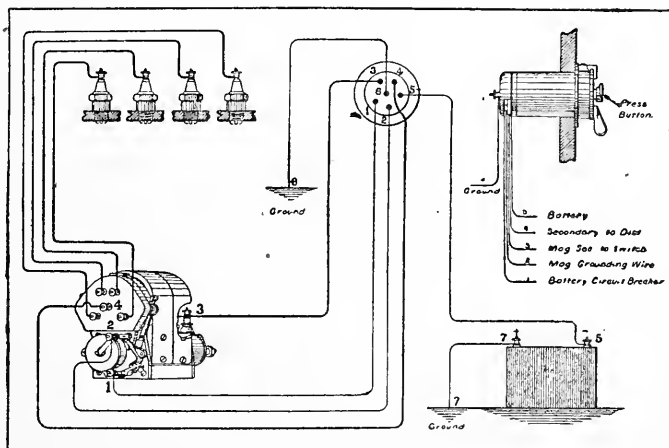 3
4
6
5
1
2
Press
Button.
Ground
5 Battery
4 Secondary to Dist
3 Mag Sec to Switch
2 Mag Grounding Wire
1 Battery Circuit Breaker
6
Ground
4
2
3
1
7
5
7
Ground